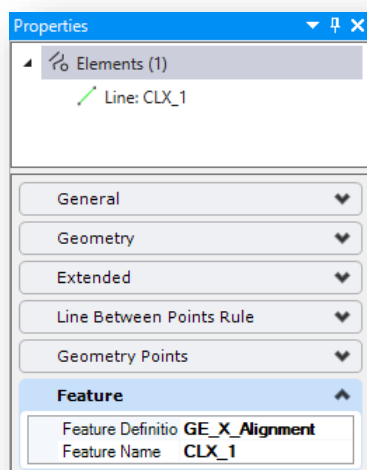 Properties
Elements (1)
Line: CLX_1
General
Geometry
Extended
Line Between Points Rule
Geometry Points
Feature
Feature Definitio GE_X_Alignment
Feature Name CLX_1